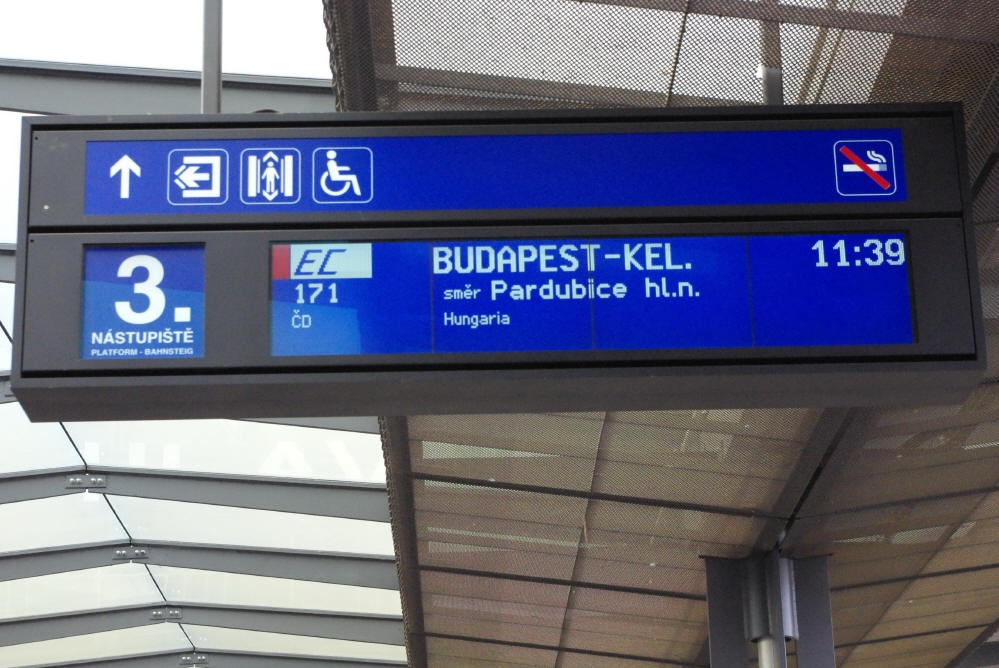 3.
NÁSTUPIŠTĚ
PLATFORM - BAHNSTEIG
EC BUDAPEST-KEL. 11:39
171 směr Pardubice hl.n.
ČD Hungaria